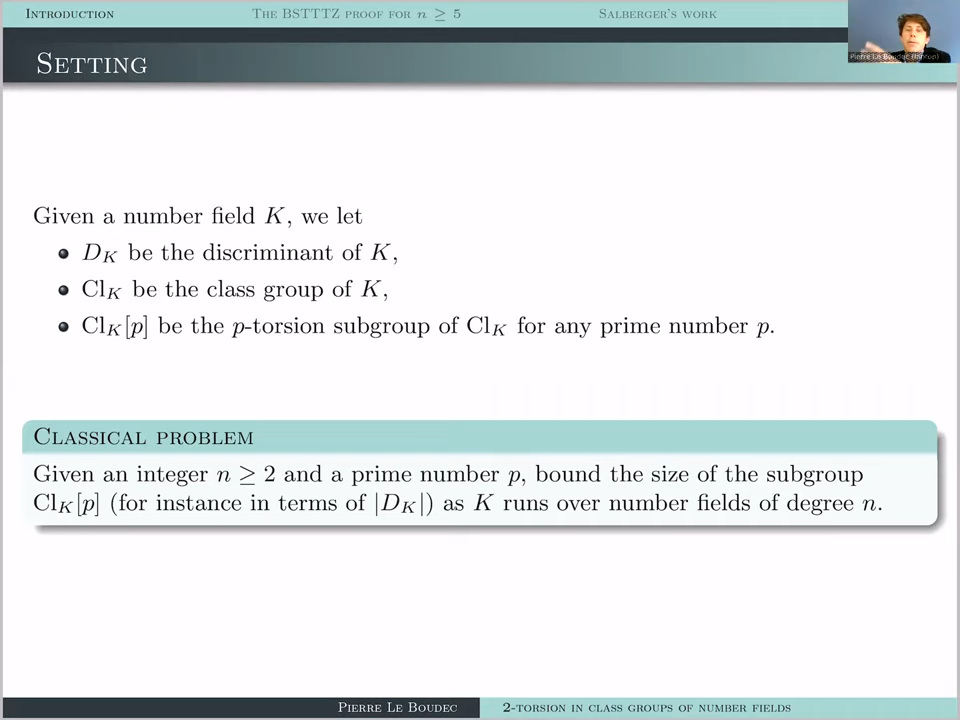 Introduction The BSTTTZ proof for n ≥ 5 Salberger's work
Pierre Le Boudec (laptop)
Setting
Given a number field K, we let
• D_K be the discriminant of K,
• Cl_K be the class group of K,
• Cl_K[p] be the p-torsion subgroup of Cl_K for any prime number p.
Classical problem
Given an integer n ≥ 2 and a prime number p, bound the size of the subgroup
Cl_K[p] (for instance in terms of |D_K|) as K runs over number fields of degree n.
Pierre Le Boudec 2-torsion in class groups of number fields